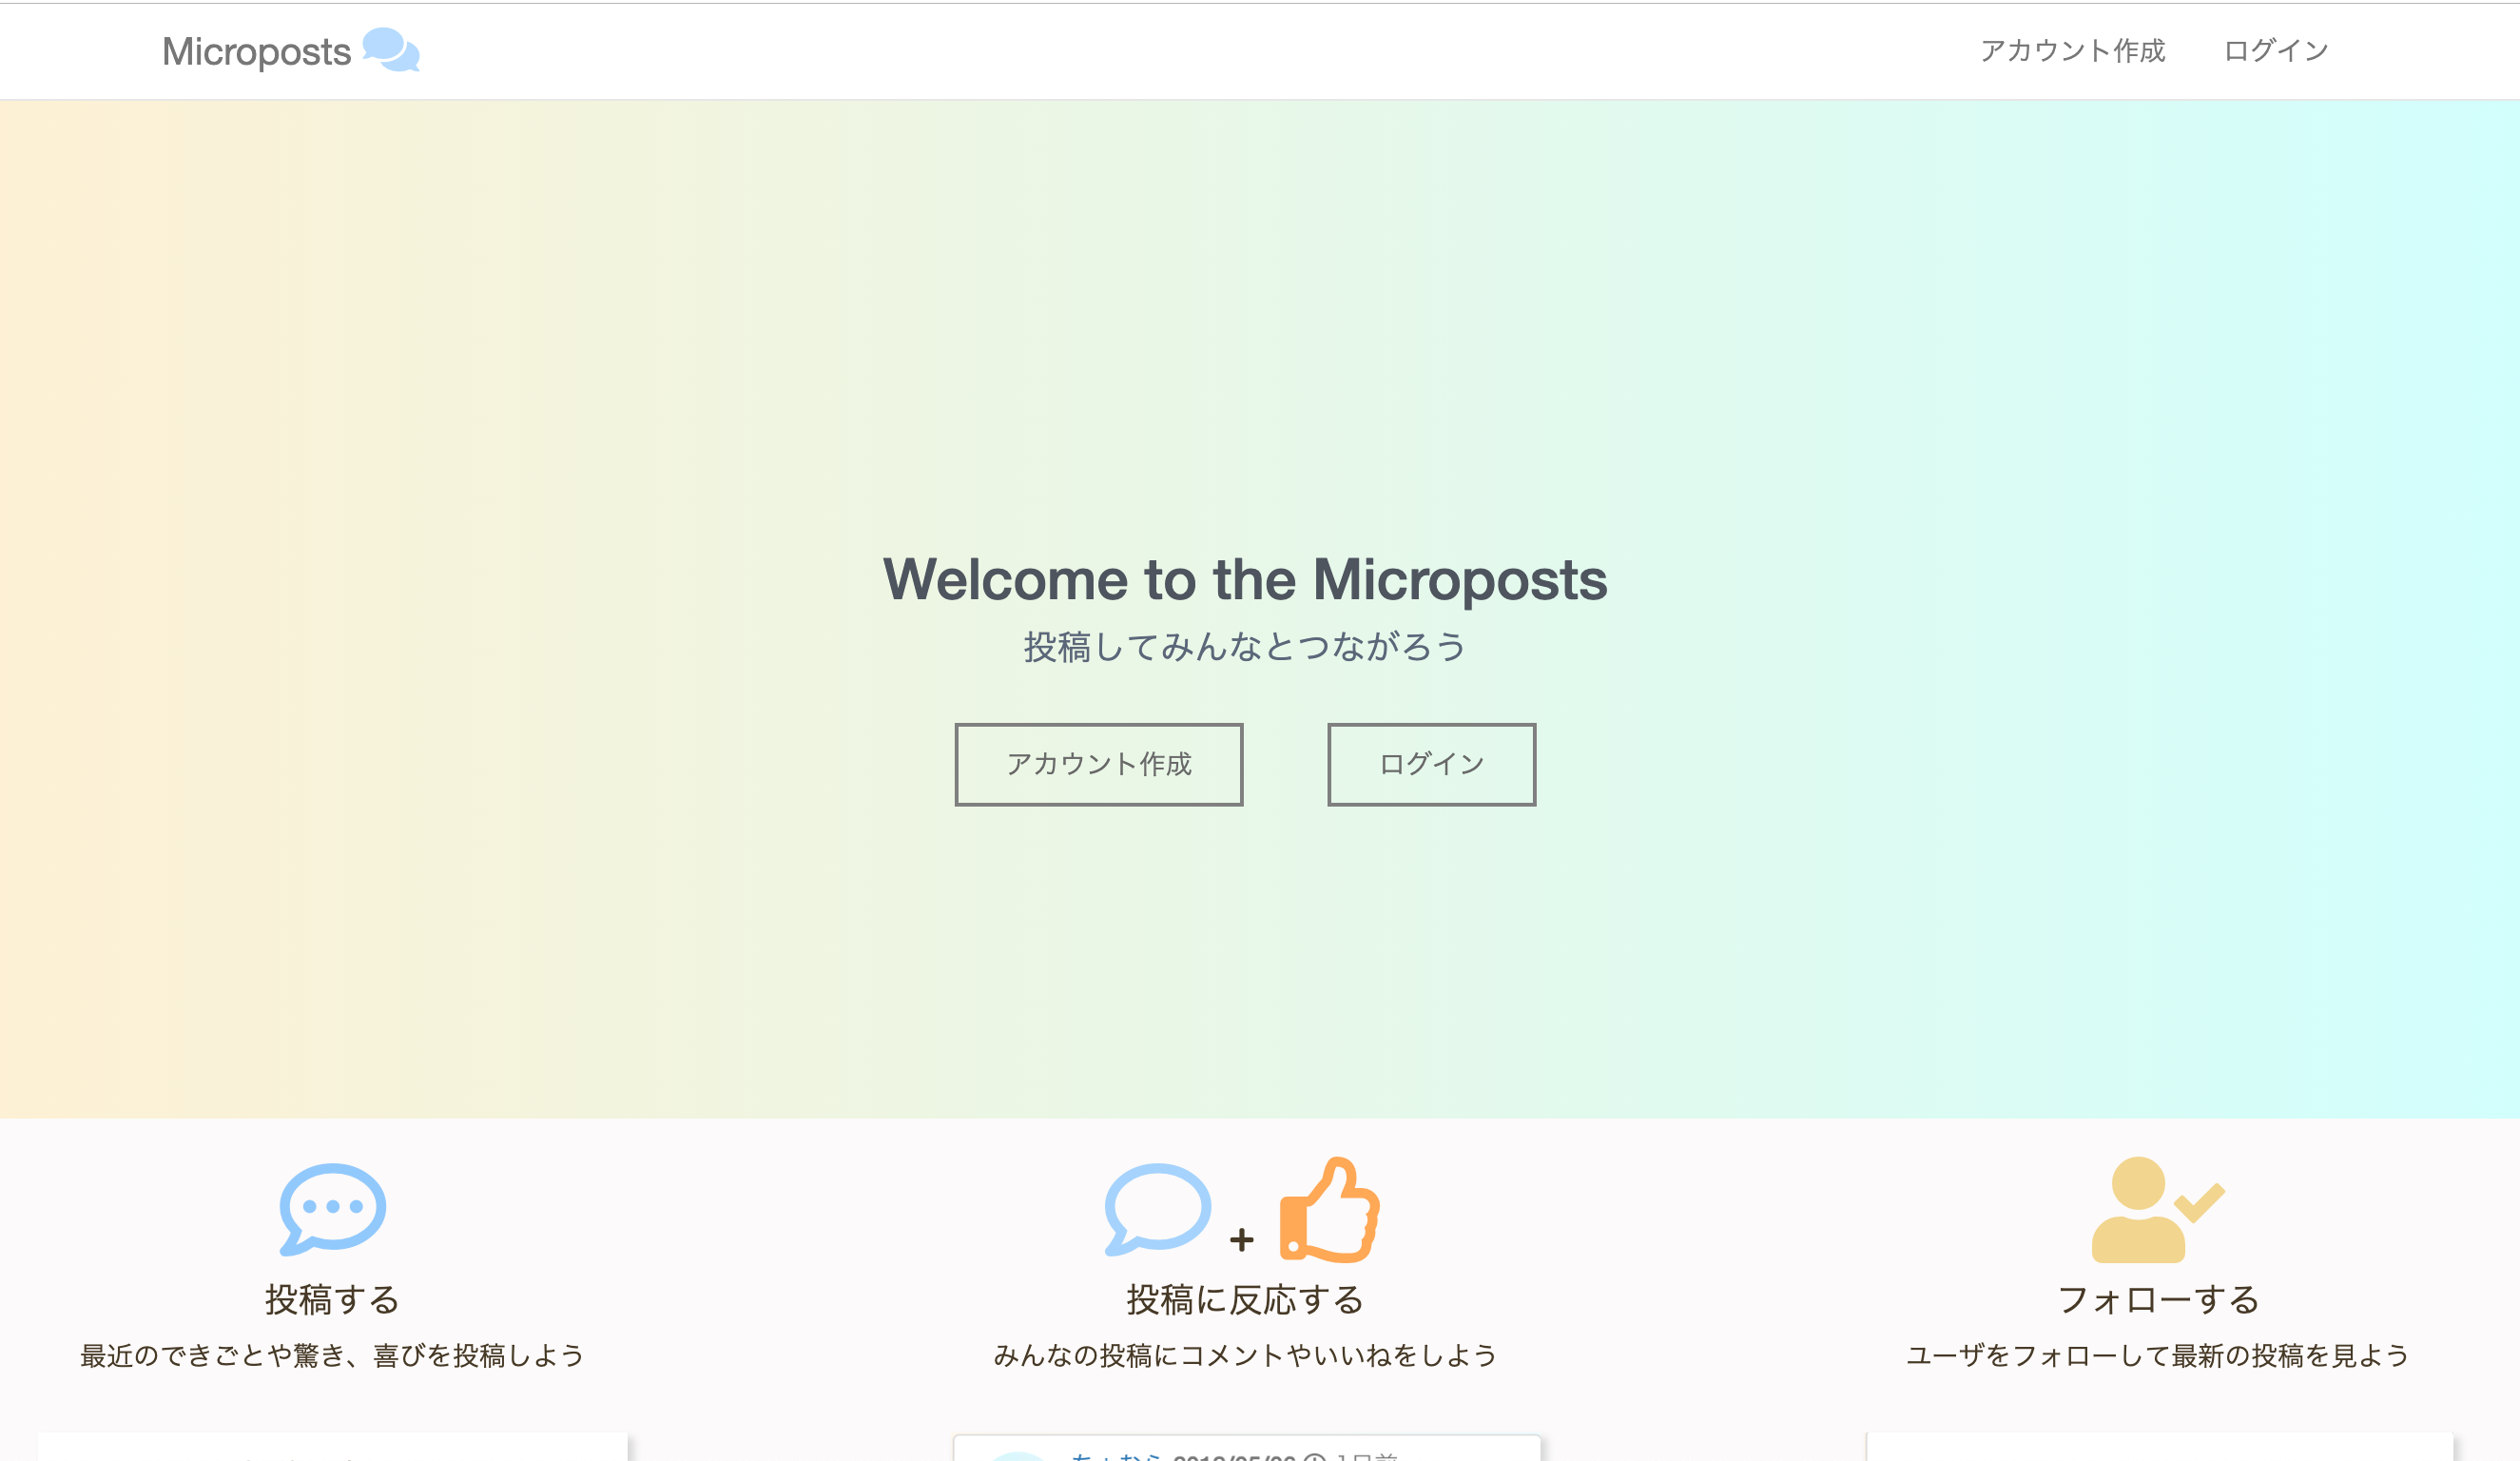 Microposts
アカウント作成 ログイン
Welcome to the Microposts
投稿してみんなとつながろう
アカウント作成 ログイン
+
投稿する 投稿に反応する フォローする
最近のできごとや驚き、喜びを投稿しよう みんなの投稿にコメントやいいねをしよう ユーザをフォローして最新の投稿を見よう